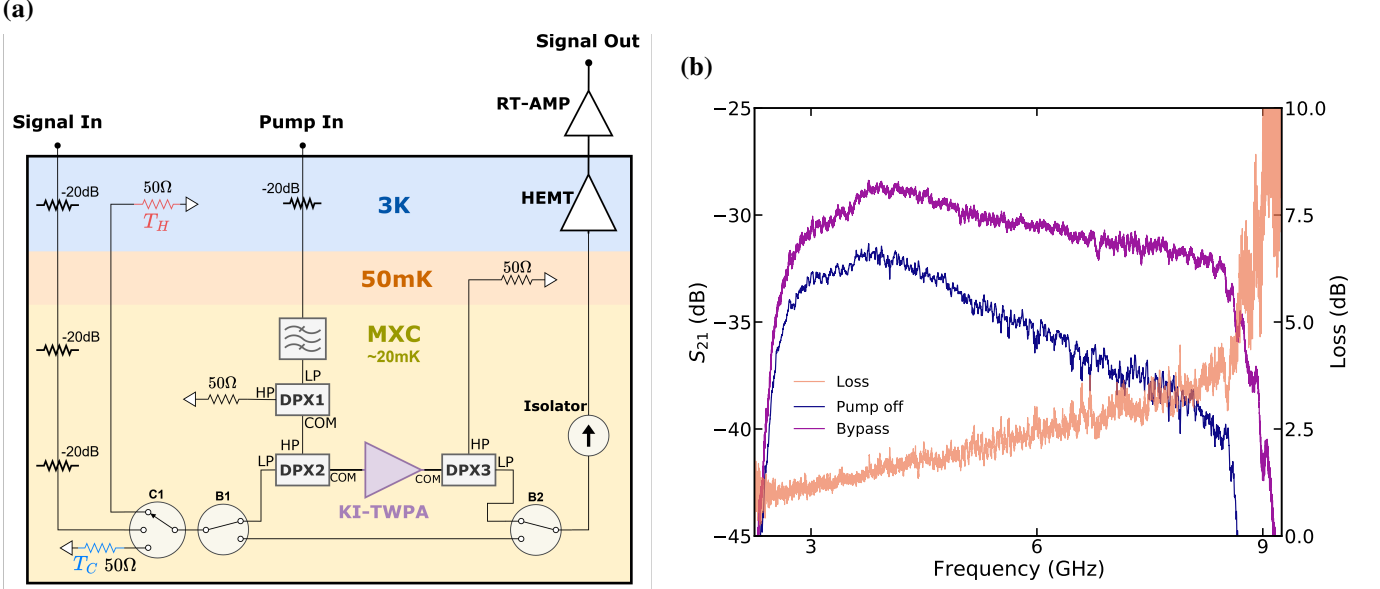 (a)
Signal Out
RT-AMP
Signal In
Pump In
-20dB
50Ω
T_H
-20dB
3K
HEMT
50mK
50Ω
-20dB
MXC
~20mK
LP
50Ω
HP
DPX1
COM
Isolator
HP
HP
-20dB
LP
DPX2
COM
COM
DPX3
LP
KI-TWPA
C1
B1
B2
T_C 50Ω
(b)
−25
10.0
−30
7.5
S_21 (dB)
−35
5.0
Loss (dB)
Loss
Pump off
Bypass
−40
2.5
−45
0.0
3
6
9
Frequency (GHz)